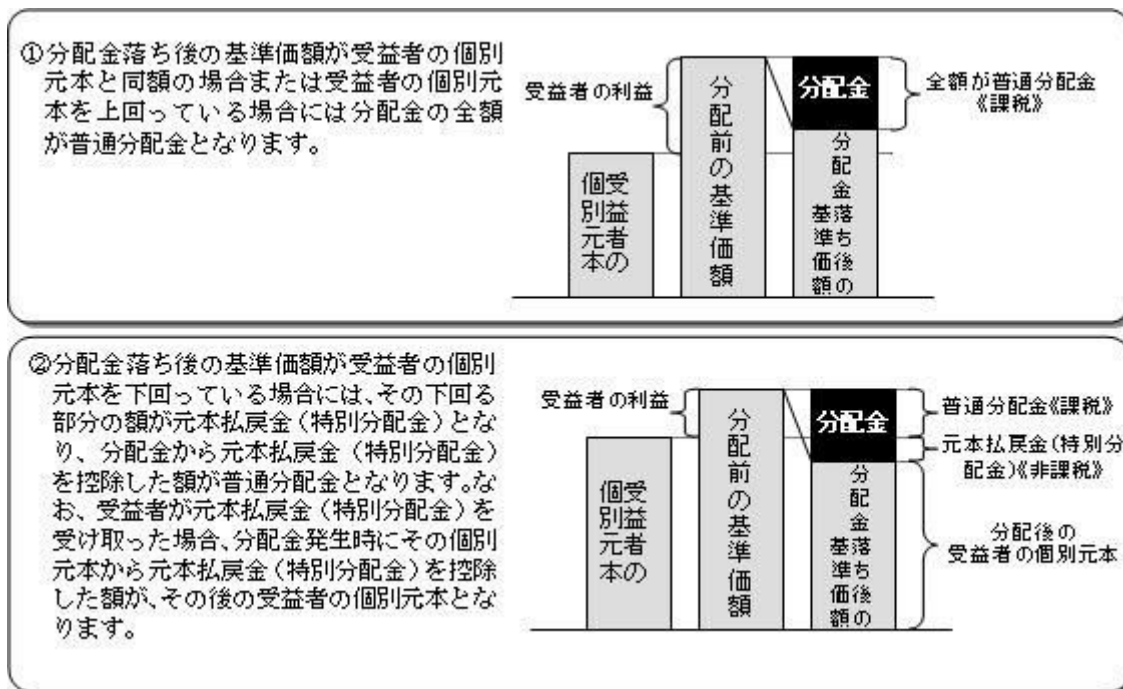 ①分配金落ち後の基準価額が受益者の個別
元本と同額の場合または受益者の個別元
本を上回っている場合には分配金の全額
が普通分配金となります。
受益者の利益
受益者の
個別元本
分配前の基準価額
分配金
分配金落ち後の
基準価額
全額が普通分配金
《課税》
②分配金落ち後の基準価額が受益者の個別
元本を下回っている場合には、その下回る
部分の額が元本払戻金（特別分配金）とな
り、分配金から元本払戻金（特別分配金）
を控除した額が普通分配金となります。な
お、受益者が元本払戻金（特別分配金）を
受け取った場合、分配金発生時にその個別
元本から元本払戻金（特別分配金）を控除
した額が、その後の受益者の個別元本とな
ります。
受益者の利益
受益者の
個別元本
分配前の基準価額
分配金
分配金落ち後の
基準価額
普通分配金《課税》
元本払戻金（特別分
配金）《非課税》
分配後の
受益者の個別元本